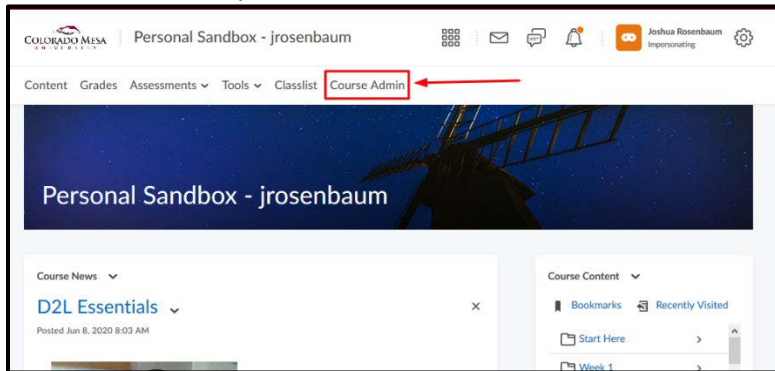 COLORADO MESA
UNIVERSITY
Personal Sandbox - jrosenbaum
Joshua Rosenbaum
Impersonating
Content Grades Assessments Tools Classlist Course Admin
Personal Sandbox - jrosenbaum
Course News
D2L Essentials
Posted Jun 8, 2020 8:03 AM
Course Content
Bookmarks Recently Visited
Start Here
Week 1